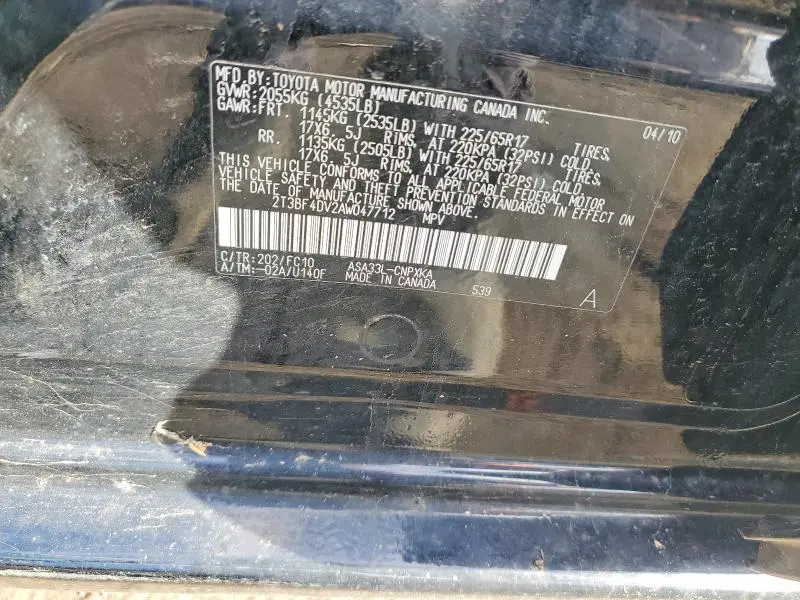 MFD.BY:TOYOTA MOTOR MANUFACTURING CANADA INC.
GVWR:2055KG (4535LB) 04/10
GAWR:FRT. 1145KG (2535LB) WITH 225/65R17 TIRES,
17X6. 5J RIMS, AT 220KPA (32PSI) COLD.
RR. 1135KG (2505LB) WITH 225/65R17 TIRES,
17X6. 5J RIMS, AT 220KPA (32PSI) COLD.
THIS VEHICLE CONFORMS TO ALL APPLICABLE FEDERAL MOTOR
VEHICLE SAFETY AND THEFT PREVENTION STANDARDS IN EFFECT ON
THE DATE OF MANUFACTURE SHOWN ABOVE.
2T3BF4DV2AW047712 MPV
C/TR:202/FC10 ASA33L-CNPXKA
A/TM:-02A/U140F MADE IN CANADA 539 A